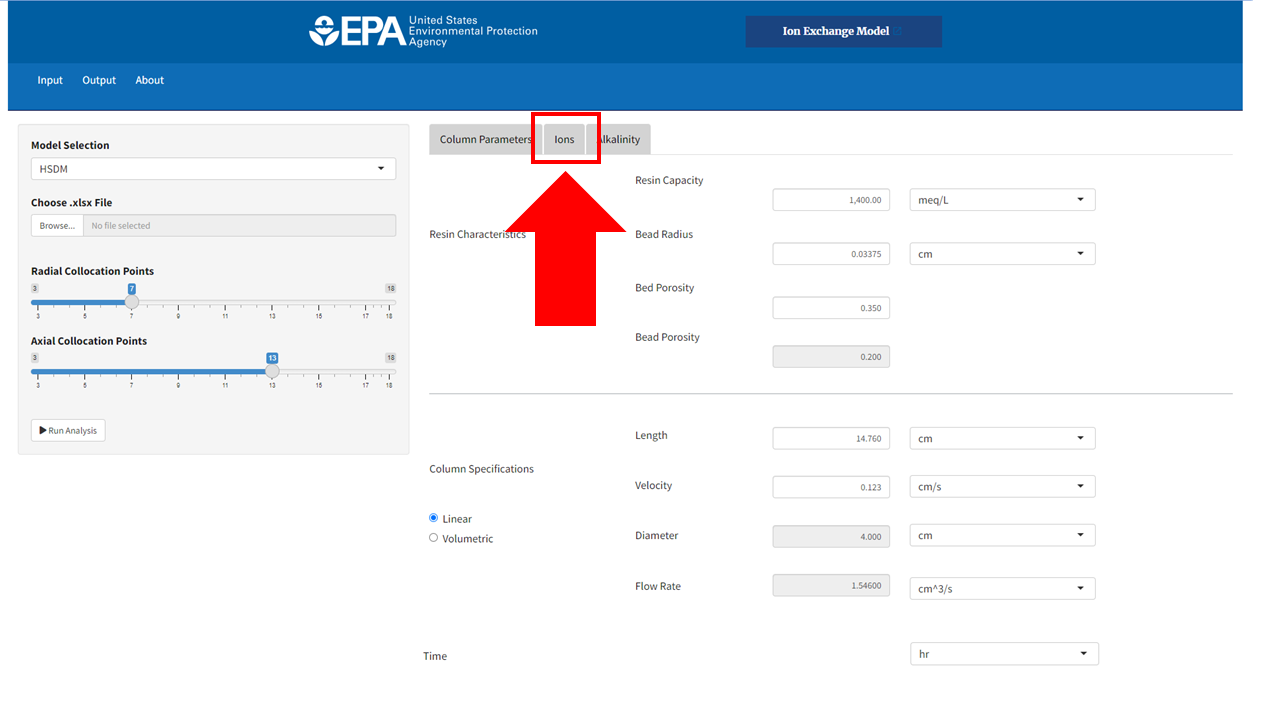 EPA United States
Environmental Protection
Agency
Ion Exchange Model
Input Output About
Model Selection
HSDM
Choose .xlsx File
Browse... No file selected
Radial Collocation Points
3 7 18
3 5 7 9 11 13 15 17 18
Axial Collocation Points
3 13 18
3 5 7 9 11 13 15 17 18
Run Analysis
Column Parameters Ions lkalinity
Resin Characteristics
Resin Capacity
1,400.00 meq/L
Bead Radius
0.03375 cm
Bed Porosity
0.350
Bead Porosity
0.200
Column Specifications
Linear
Volumetric
Length
14.760 cm
Velocity
0.123 cm/s
Diameter
4.000 cm
Flow Rate
1.54600 cm^3/s
Time
hr